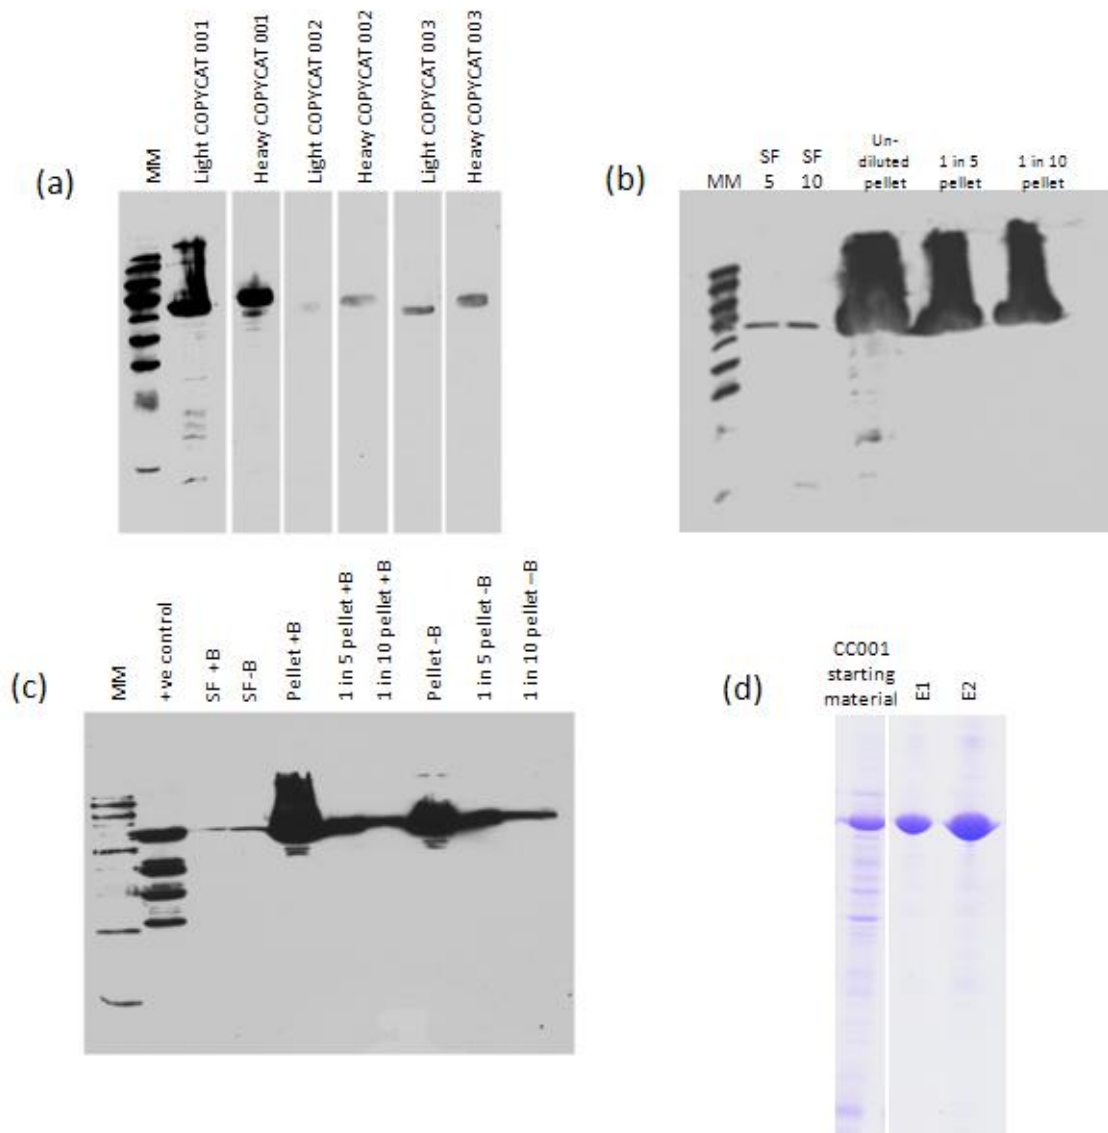 (a)
MM
Light COPYCAT 001
Heavy COPYCAT 001
Light COPYCAT 002
Heavy COPYCAT 002
Light COPYCAT 003
Heavy COPYCAT 003
(b)
MM
SF
5
SF
10
Un-
diluted
pellet
1 in 5
pellet
1 in 10
pellet
(c)
MM
+ve control
SF +B
SF-B
Pellet +B
1 in 5 pellet +B
1 in 10 pellet +B
Pellet -B
1 in 5 pellet -B
1 in 10 pellet –B
(d)
CC001
starting
material
E1
E2